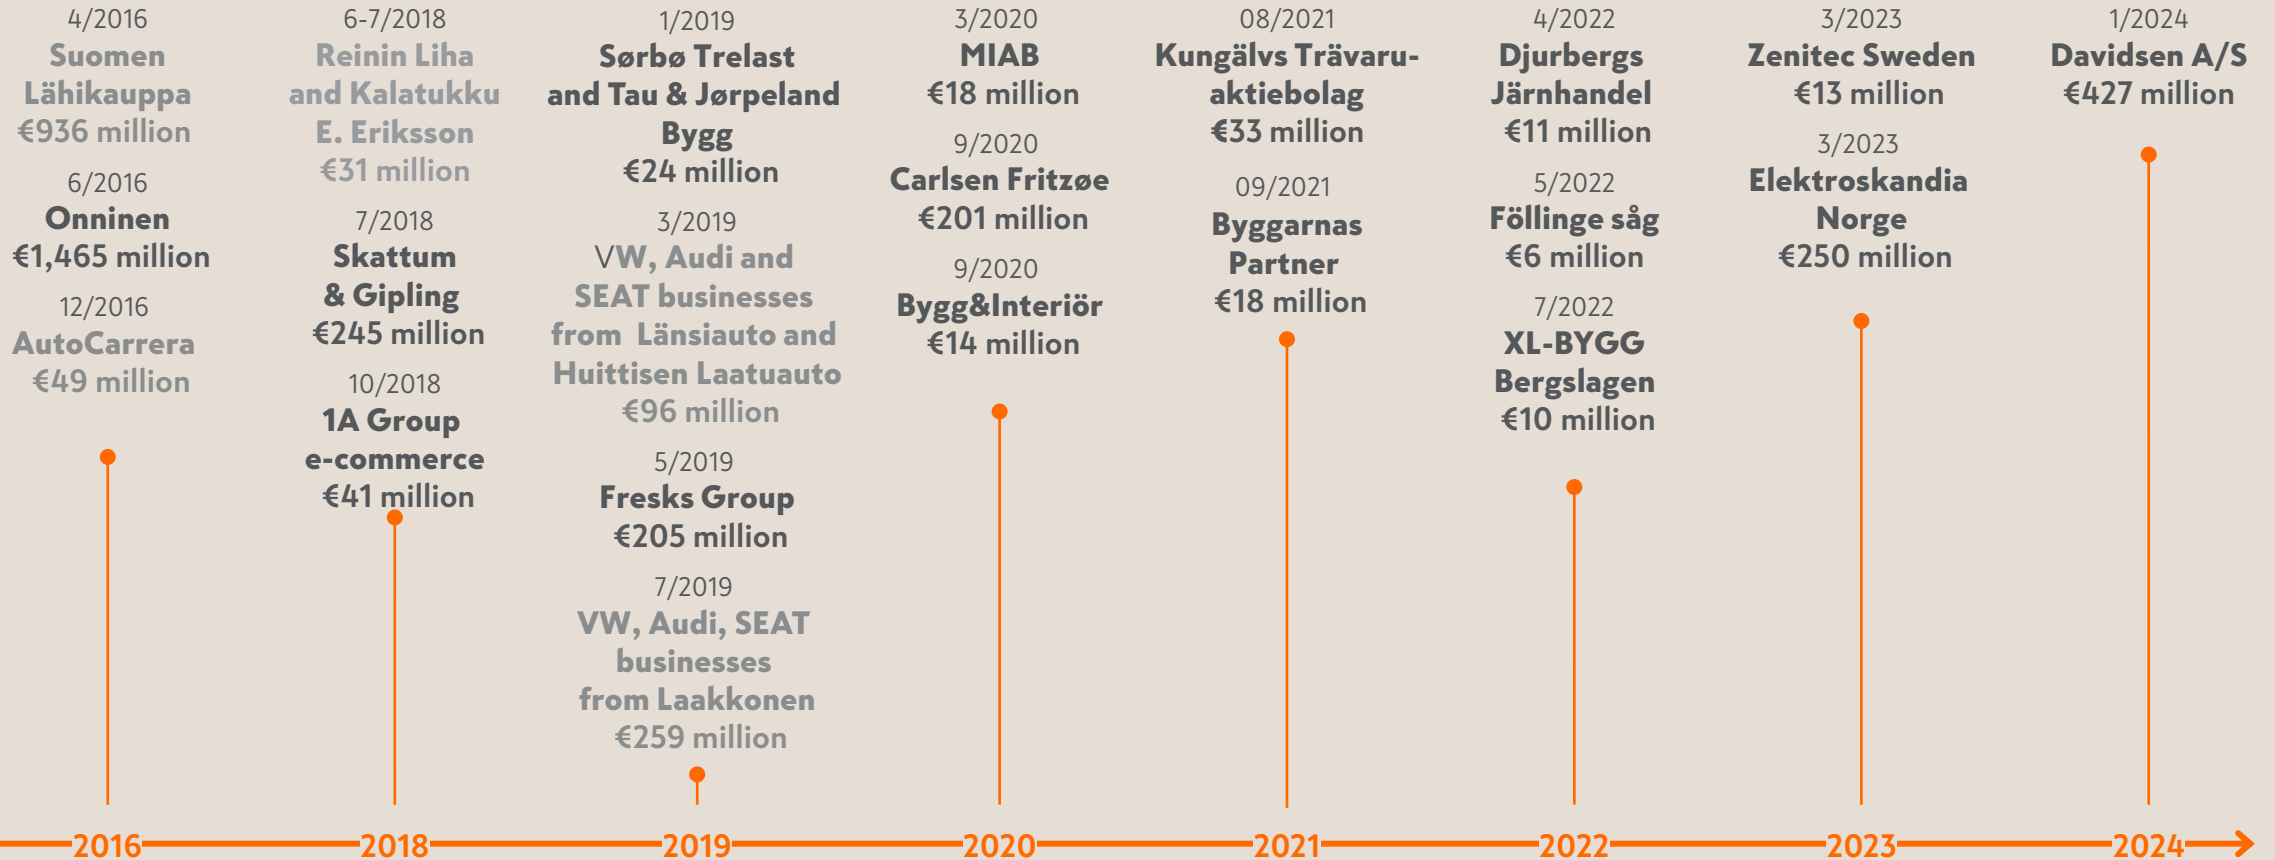 4/2016
Suomen
Lähikauppa
€936 million
6/2016
Onninen
€1,465 million
12/2016
AutoCarrera
€49 million
6-7/2018
Reinin Liha
and Kalatukku
E. Eriksson
€31 million
7/2018
Skattum
& Gipling
€245 million
10/2018
1A Group
e-commerce
€41 million
1/2019
Sørbø Trelast
and Tau & Jørpeland
Bygg
€24 million
3/2019
VW, Audi and
SEAT businesses
from Länsiauto and
Huittisen Laatuauto
€96 million
5/2019
Fresks Group
€205 million
7/2019
VW, Audi, SEAT
businesses
from Laakkonen
€259 million
3/2020
MIAB
€18 million
9/2020
Carlsen Fritzøe
€201 million
9/2020
Bygg&Interiör
€14 million
08/2021
Kungälvs Trävaru-
aktiebolag
€33 million
09/2021
Byggarnas
Partner
€18 million
4/2022
Djurbergs
Järnhandel
€11 million
5/2022
Föllinge såg
€6 million
7/2022
XL-BYGG
Bergslagen
€10 million
3/2023
Zenitec Sweden
€13 million
3/2023
Elektroskandia
Norge
€250 million
1/2024
Davidsen A/S
€427 million
2016 2018 2019 2020 2021 2022 2023 2024